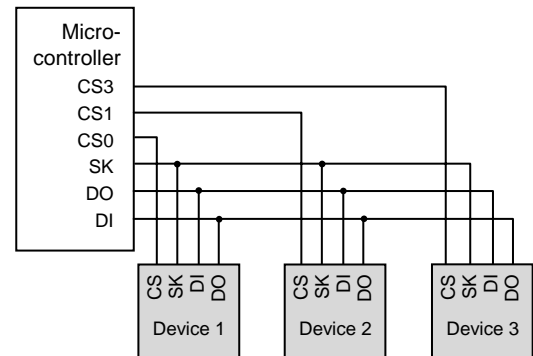 Micro-
controller
CS3
CS1
CS0
SK
DO
DI
CS SK DI DO
Device 1
CS SK DI DO
Device 2
CS SK DI DO
Device 3